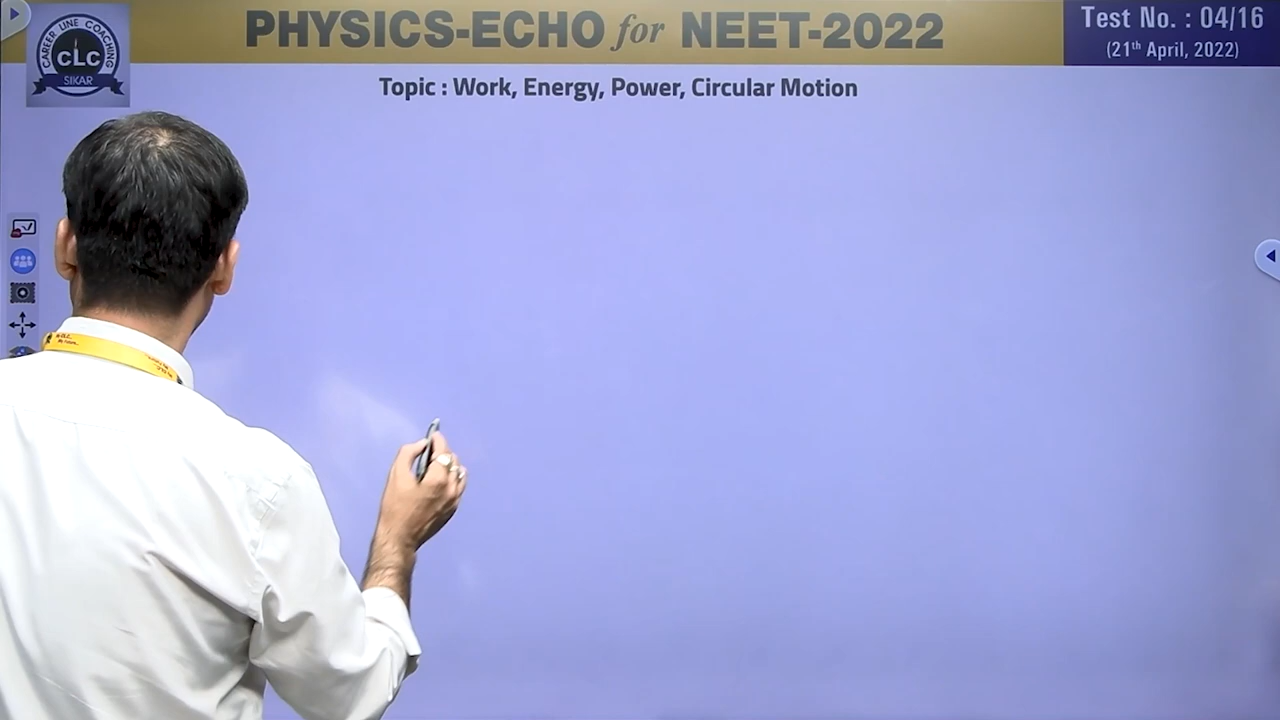 PHYSICS-ECHO for NEET-2022
Test No. : 04/16
(21th April, 2022)
CAREER LINE COACHING
CLC
SIKAR
Topic : Work, Energy, Power, Circular Motion